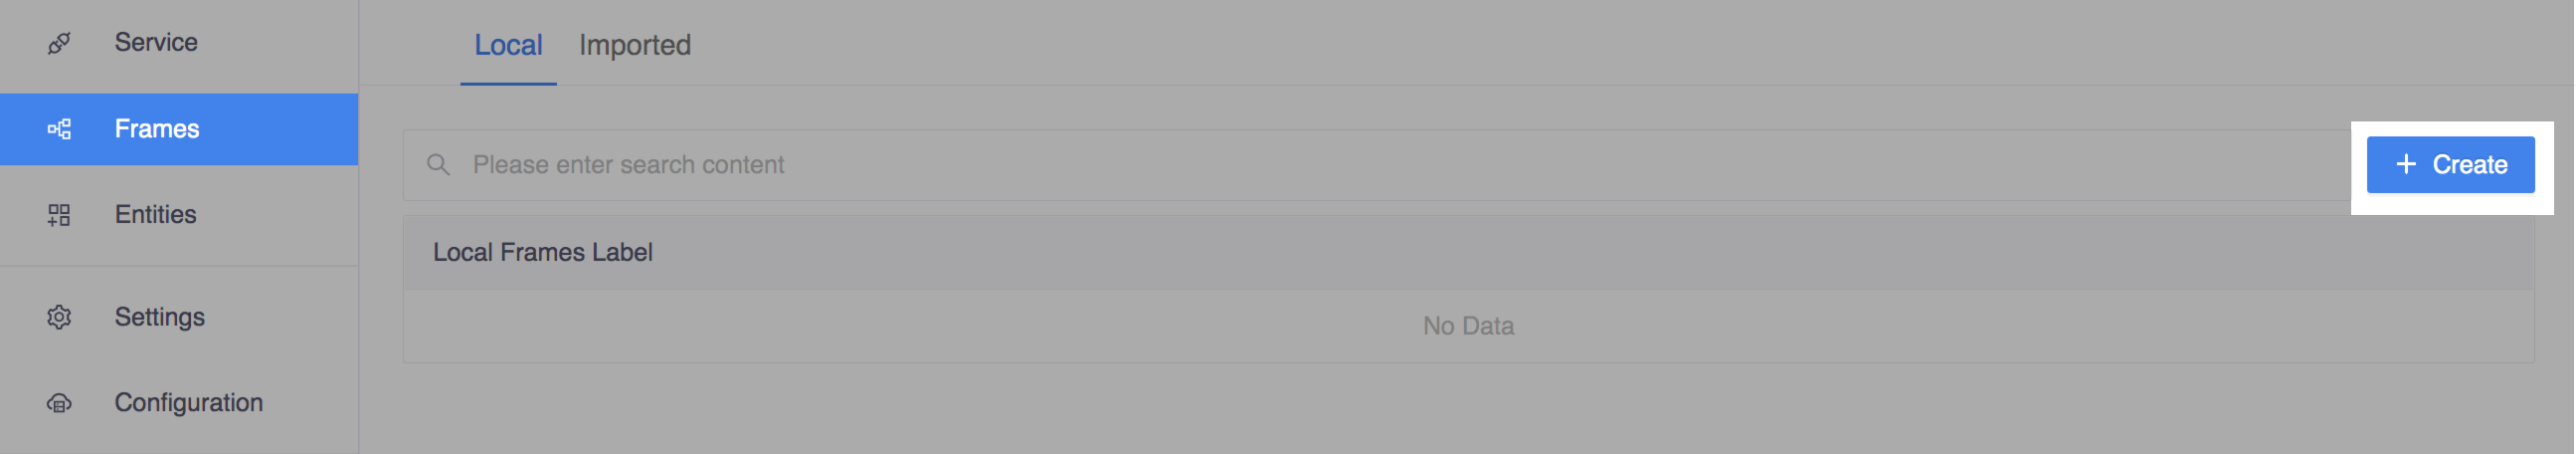 Service
Frames
Entities
Settings
Configuration
Local Imported
Please enter search content
+ Create
Local Frames Label
No Data